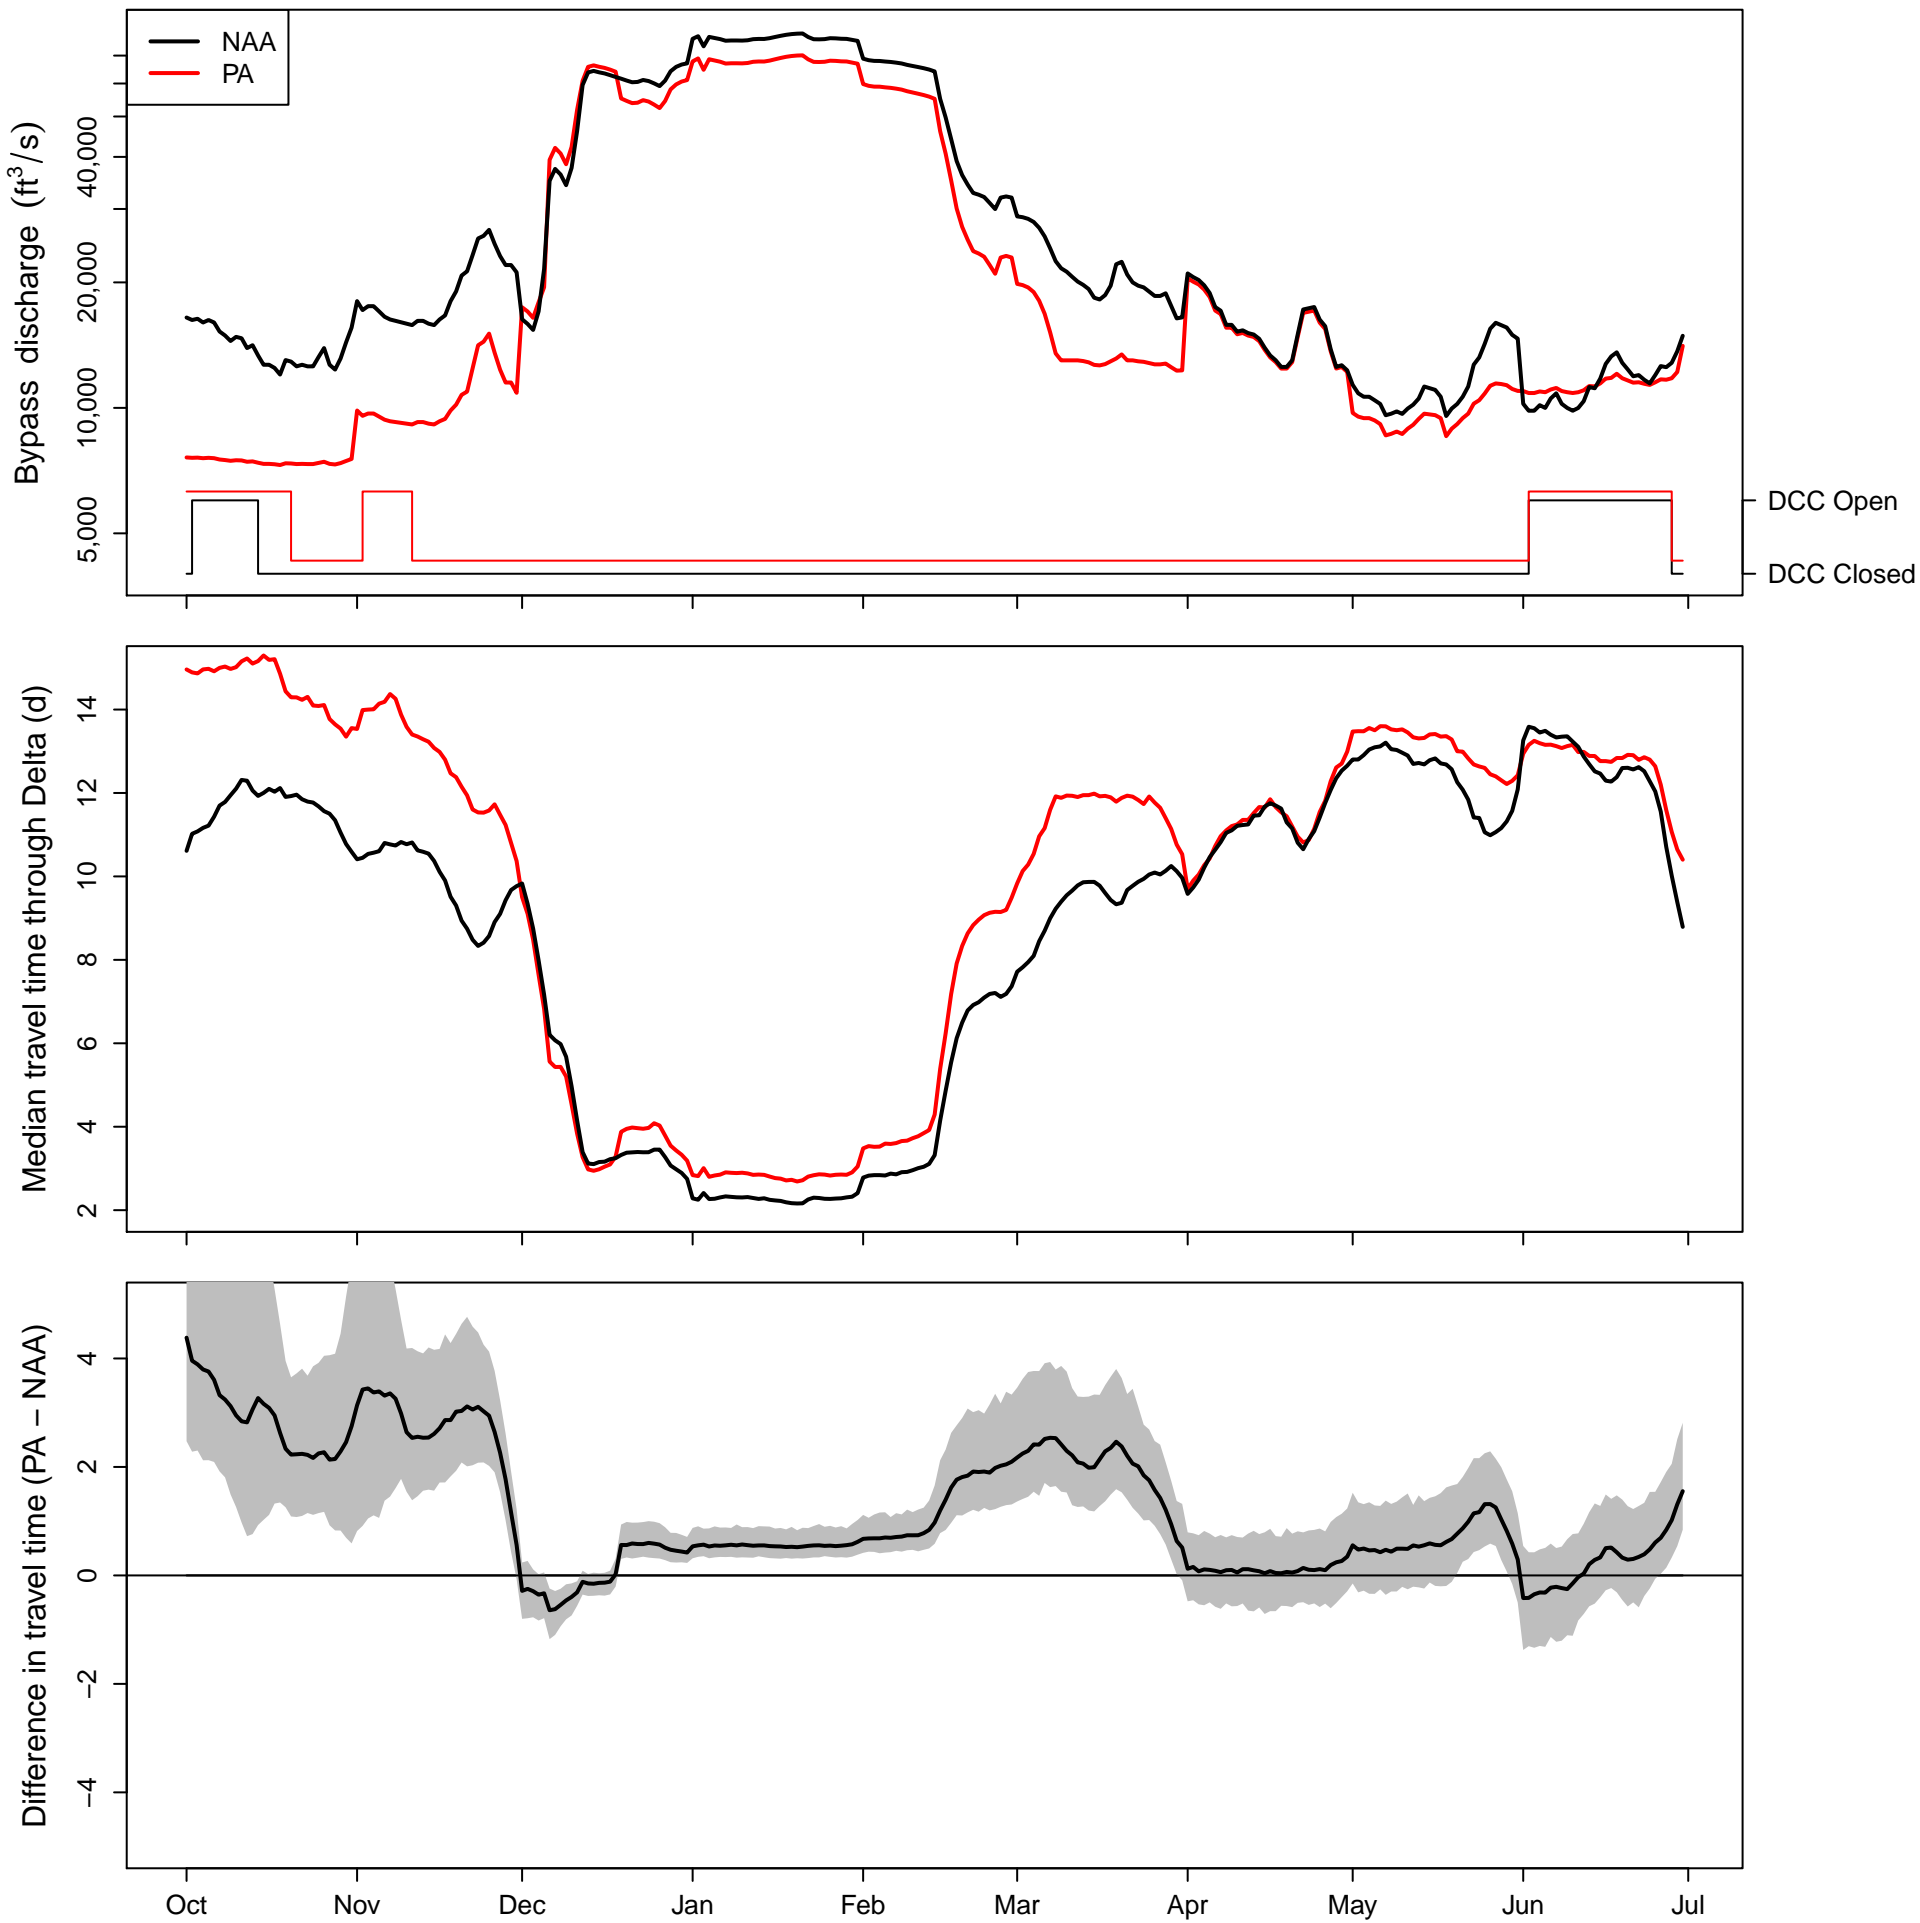 NAA
PA
Bypass discharge (ft³/s)
40,000
20,000
10,000
5,000
DCC Open
DCC Closed
Median travel time through Delta (d)
14
12
10
8
6
4
2
Difference in travel time (PA − NAA)
4
2
0
−2
−4
Oct Nov Dec Jan Feb Mar Apr May Jun Jul